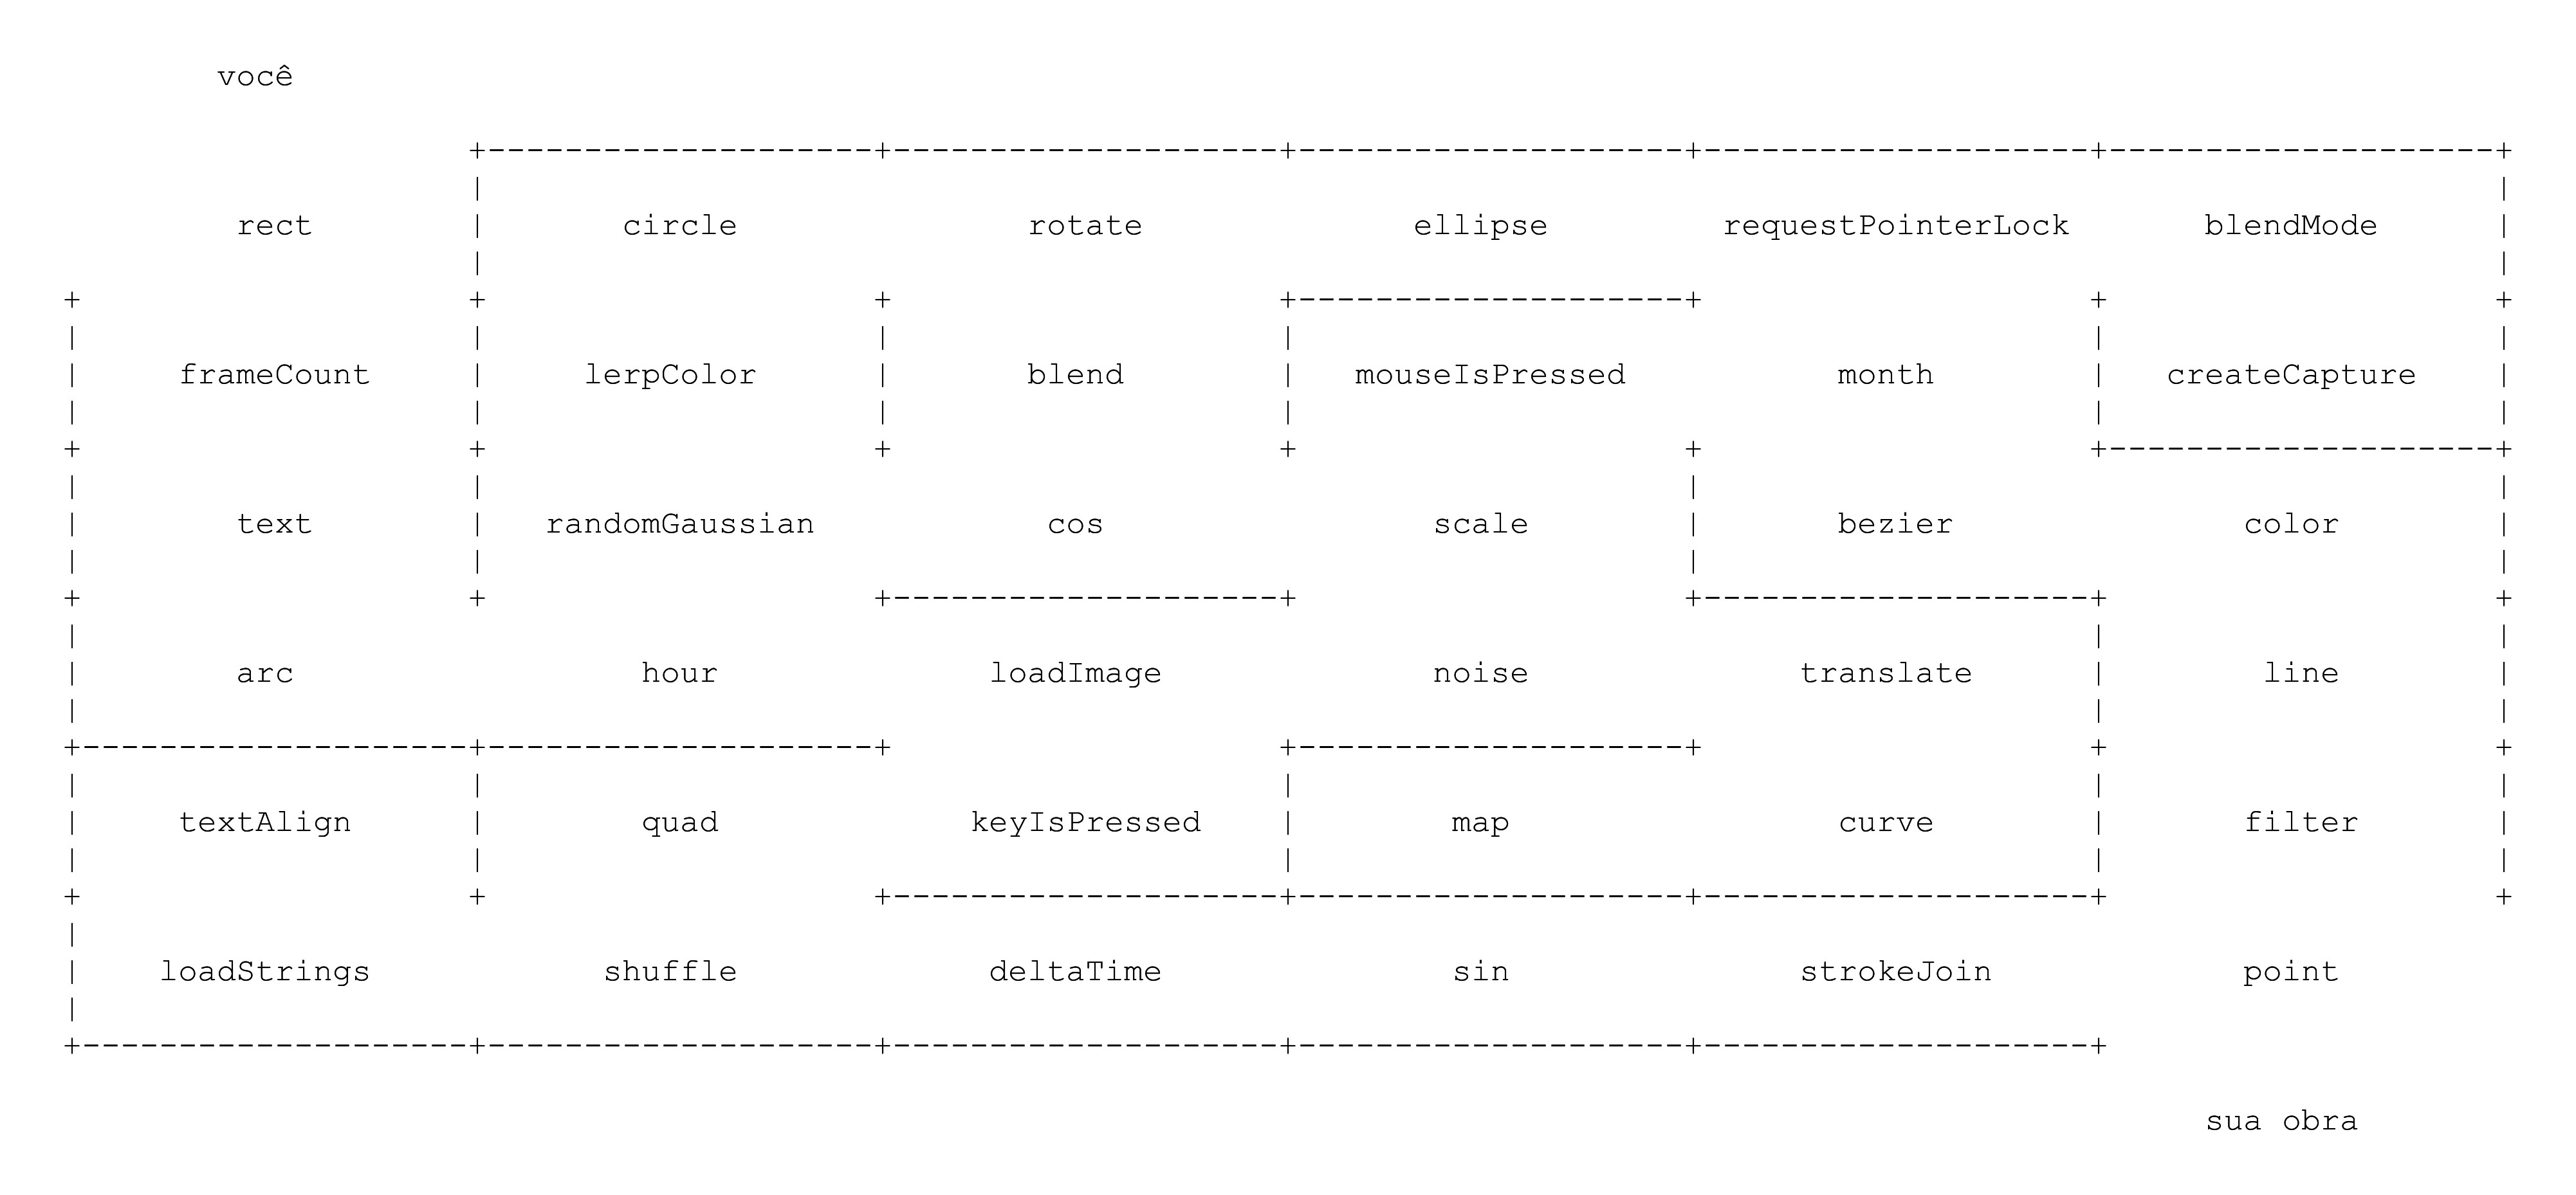 você
rect circle rotate ellipse requestPointerLock blendMode
frameCount lerpColor blend mouseIsPressed month createCapture
text randomGaussian cos scale bezier color
arc hour loadImage noise translate line
textAlign quad keyIsPressed map curve filter
loadStrings shuffle deltaTime sin strokeJoin point
sua obra